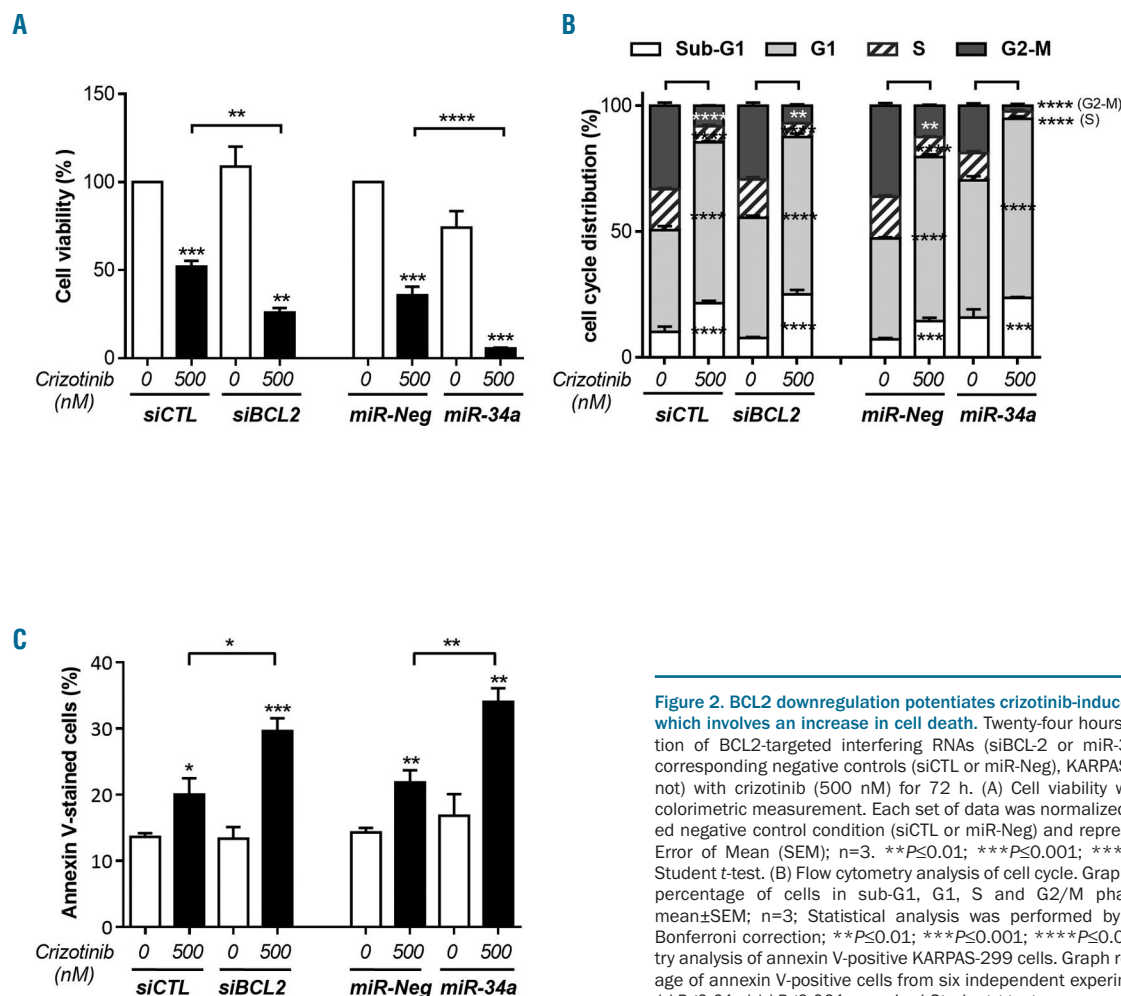 A
150
100
50
0
Cell viability (% )
**
****
***
**
***
***
Crizotinib (nM)
0 500 0 500 0 500 0 500
siCTL siBCL2 miR-Neg miR-34a
B
Sub-G1 G1 S G2-M
100
50
0
cell cycle distribution (%)
**** ** ** **** (G2-M)
**** **** **** **** (S)
**** **** **** ****
**** **** *** ***
Crizotinib (nM)
0 500 0 500 0 500 0 500
siCTL siBCL2 miR-Neg miR-34a
C
40
30
20
10
0
Annexin V-stained cells (%)
* **
* *** ** **
Crizotinib (nM)
0 500 0 500 0 500 0 500
siCTL siBCL2 miR-Neg miR-34a
Figure 2. BCL2 downregulation potentiates crizotinib-induce
which involves an increase in cell death. Twenty-four hours
tion of BCL2-targeted interfering RNAs (siBCL-2 or miR-3
corresponding negative controls (siCTL or miR-Neg), KARPAS
not) with crizotinib (500 nM) for 72 h. (A) Cell viability w
colorimetric measurement. Each set of data was normalized
ed negative control condition (siCTL or miR-Neg) and repre
Error of Mean (SEM); n=3. **P≤0.01; ***P≤0.001; ***
Student t-test. (B) Flow cytometry analysis of cell cycle. Graph
percentage of cells in sub-G1, G1, S and G2/M pha
mean±SEM; n=3; Statistical analysis was performed by
Bonferroni correction; **P≤0.01; ***P≤0.001; ****P≤0.0
try analysis of annexin V-positive KARPAS-299 cells. Graph re
age of annexin V-positive cells from six independent experin